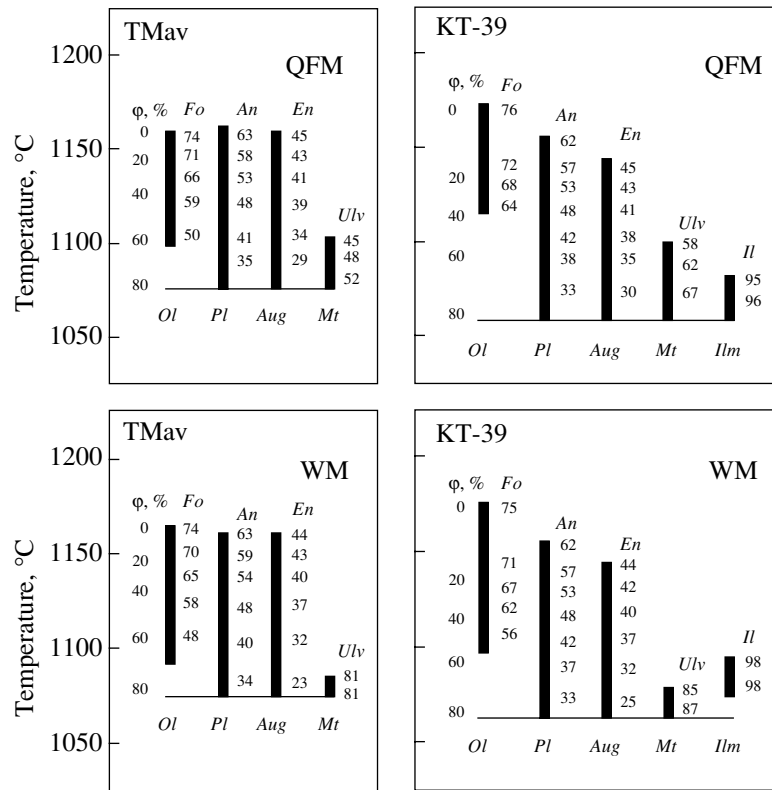 TMav
QFM
1200
1150
1100
1050
Temperature, °C
φ, % Fo An En
0 74 63 45
20 71 58 43
40 66 53 41
59 48 39
Ulv
60 50 41 34 45
35 29 48
80 52
Ol Pl Aug Mt
KT-39
QFM
φ, % Fo
0 76
An
62 En
72 57 45
20 68 53 43
40 64 48 41
Ulv
60 42 38 58
Il
38 35 62 95
33 30 67 96
80
Ol Pl Aug Mt Ilm
TMav
WM
1200
1150
1100
1050
Temperature, °C
φ, % Fo An En
0 74 63 44
20 70 59 43
40 65 54 40
58 48 37
60 48 40 32
Ulv
80 34 23 81
81
Ol Pl Aug Mt
KT-39
WM
φ, % Fo
0 75
An
62 En
71 57 44
20 67 53 42
40 62 48 40
56 42 37
Ulv Il
60 37 32 98
33 25 85 98
80 87
Ol Pl Aug Mt Ilm